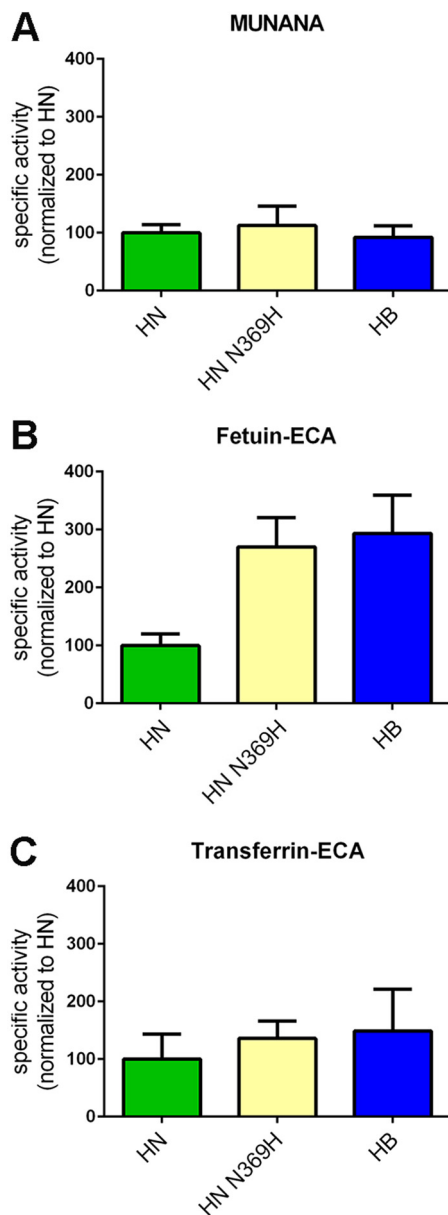 A
MUNANA
specific activity
(normalized to HN)
400
300
200
100
0
HN
HN N369H
HB
B
Fetuin-ECA
specific activity
(normalized to HN)
400
300
200
100
0
HN
HN N369H
HB
C
Transferrin-ECA
specific activity
(normalized to HN)
400
300
200
100
0
HN
HN N369H
HB